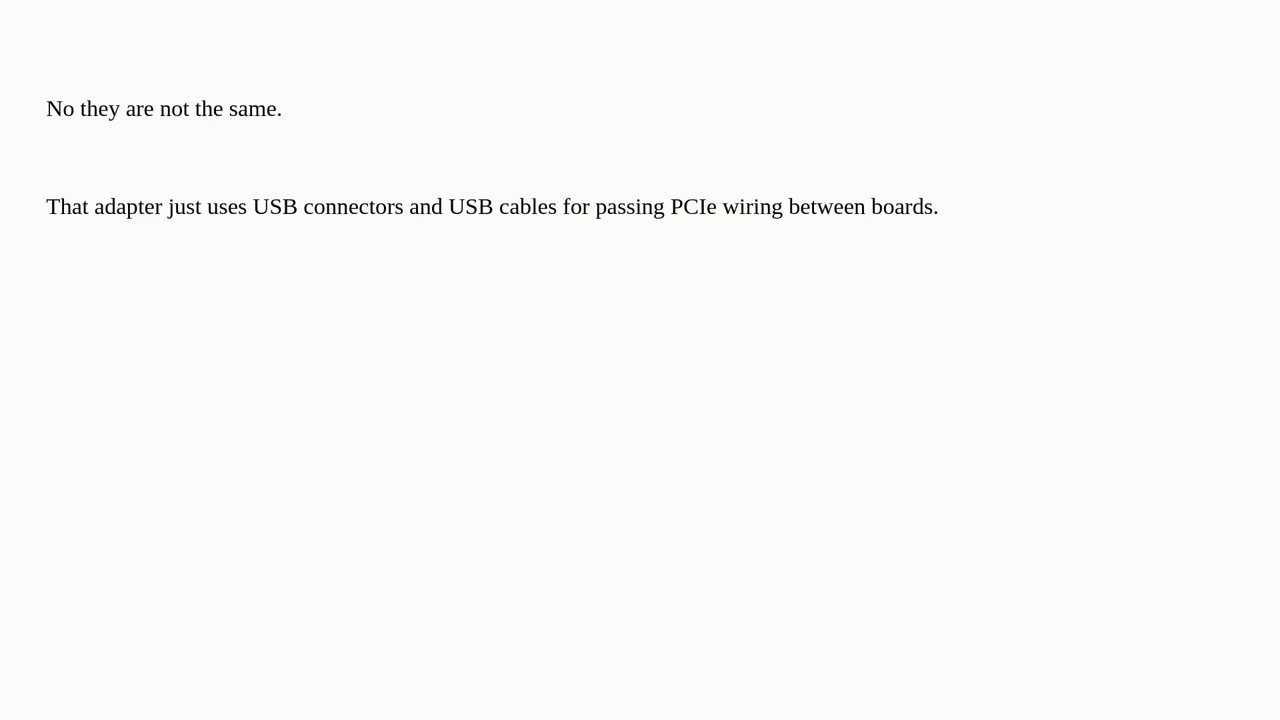 No they are not the same.
That adapter just uses USB connectors and USB cables for passing PCIe wiring between boards.